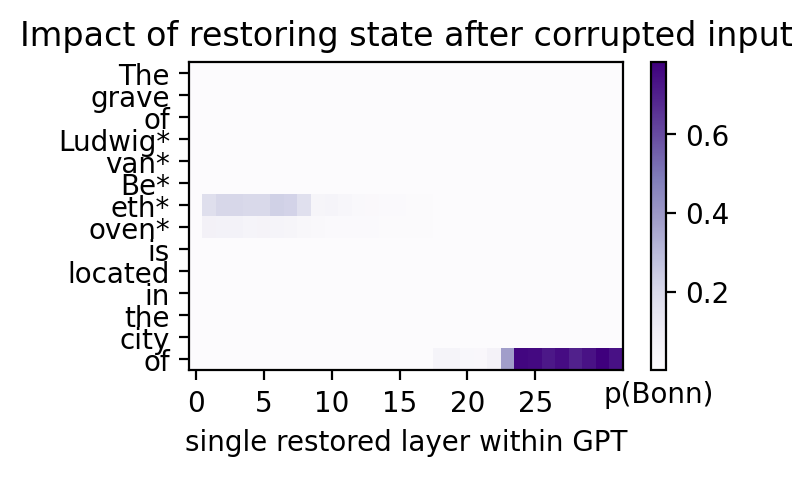 Impact of restoring state after corrupted input
The
grave
of
Ludwig*
van*
Be*
eth*
oven*
is
located
in
the
city
of
0.6
0.4
0.2
0 5 10 15 20 25
p(Bonn)
single restored layer within GPT